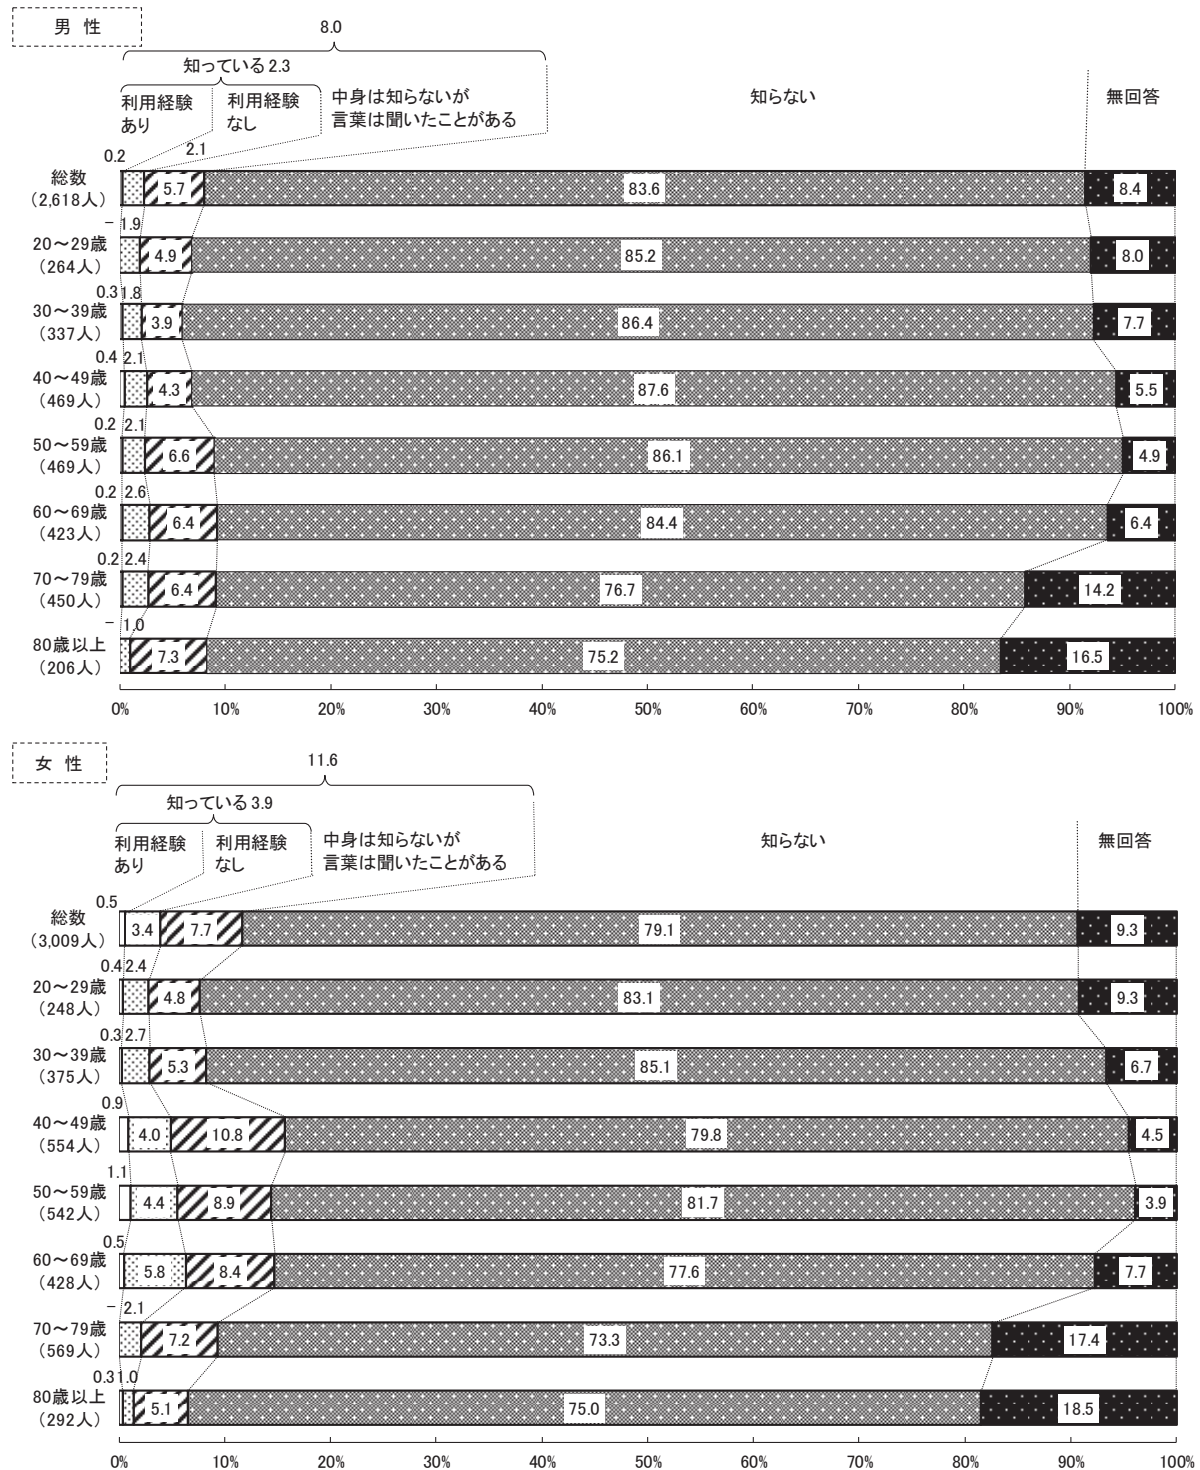 男 性
8.0
知っている 2.3
利用経験
あり
利用経験
なし
中身は知らないが
言葉は聞いたことがある
知らない
無回答
0.2 2.1
総数
(2,618人)
5.7 83.6 8.4
－ 1.9
20～29歳
(264人)
4.9 85.2 8.0
0.3 1.8
30～39歳
(337人)
3.9 86.4 7.7
0.4 2.1
40～49歳
(469人)
4.3 87.6 5.5
0.2 2.1
50～59歳
(469人)
6.6 86.1 4.9
0.2 2.6
60～69歳
(423人)
6.4 84.4 6.4
0.2 2.4
70～79歳
(450人)
6.4 76.7 14.2
－ 1.0
80歳以上
(206人)
7.3 75.2 16.5
0% 10% 20% 30% 40% 50% 60% 70% 80% 90% 100%
女 性
11.6
知っている 3.9
利用経験
あり
利用経験
なし
中身は知らないが
言葉は聞いたことがある
知らない
無回答
0.5
総数
(3,009人)
3.4 7.7 79.1 9.3
0.4 2.4
20～29歳
(248人)
4.8 83.1 9.3
0.3 2.7
30～39歳
(375人)
5.3 85.1 6.7
0.9
40～49歳
(554人)
4.0 10.8 79.8 4.5
1.1
50～59歳
(542人)
4.4 8.9 81.7 3.9
0.5
60～69歳
(428人)
5.8 8.4 77.6 7.7
－ 2.1
70～79歳
(569人)
7.2 73.3 17.4
0.3 1.0
80歳以上
(292人)
5.1 75.0 18.5
0% 10% 20% 30% 40% 50% 60% 70% 80% 90% 100%